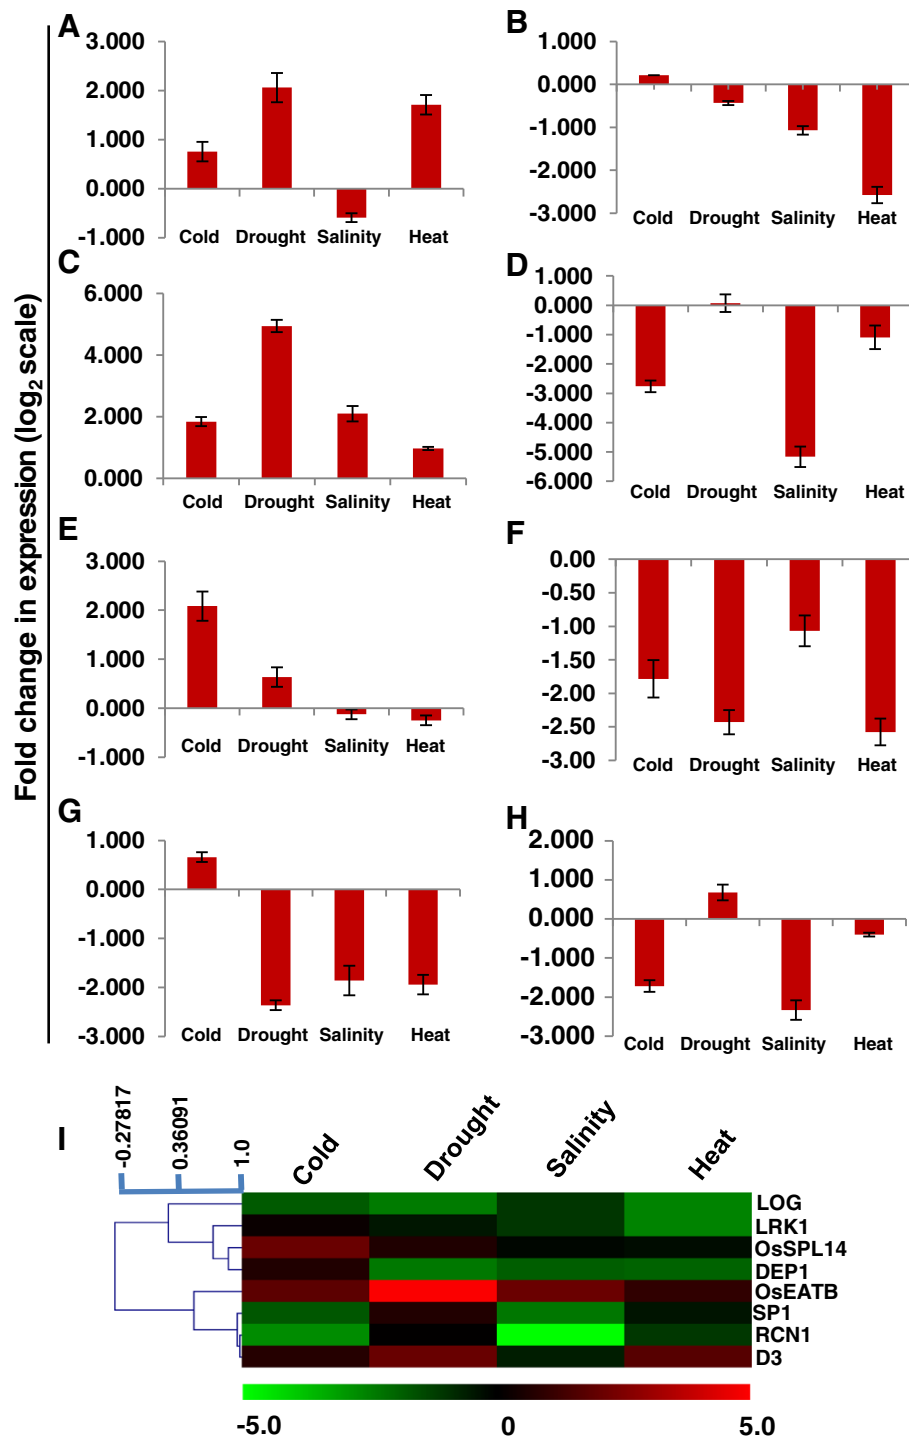 Fold change in expression (log2 scale)
A
3.000
2.000
1.000
0.000
-1.000
Cold Drought Salinity Heat
B
1.000
0.000
-1.000
-2.000
-3.000
Cold Drought Salinity Heat
C
6.000
4.000
2.000
0.000
Cold Drought Salinity Heat
D
1.000
0.000
-1.000
-2.000
-3.000
-4.000
-5.000
-6.000
Cold Drought Salinity Heat
E
3.000
2.000
1.000
0.000
-1.000
Cold Drought Salinity Heat
F
0.00
-0.50
-1.00
-1.50
-2.00
-2.50
-3.00
Cold Drought Salinity Heat
G
1.000
0.000
-1.000
-2.000
-3.000
Cold Drought Salinity Heat
H
2.000
1.000
0.000
-1.000
-2.000
-3.000
Cold Drought Salinity Heat
I
-0.27817
0.36091
1.0
Cold Drought Salinity Heat
LOG
LRK1
OsSPL14
DEP1
OsEATB
SP1
RCN1
D3
-5.0 0 5.0